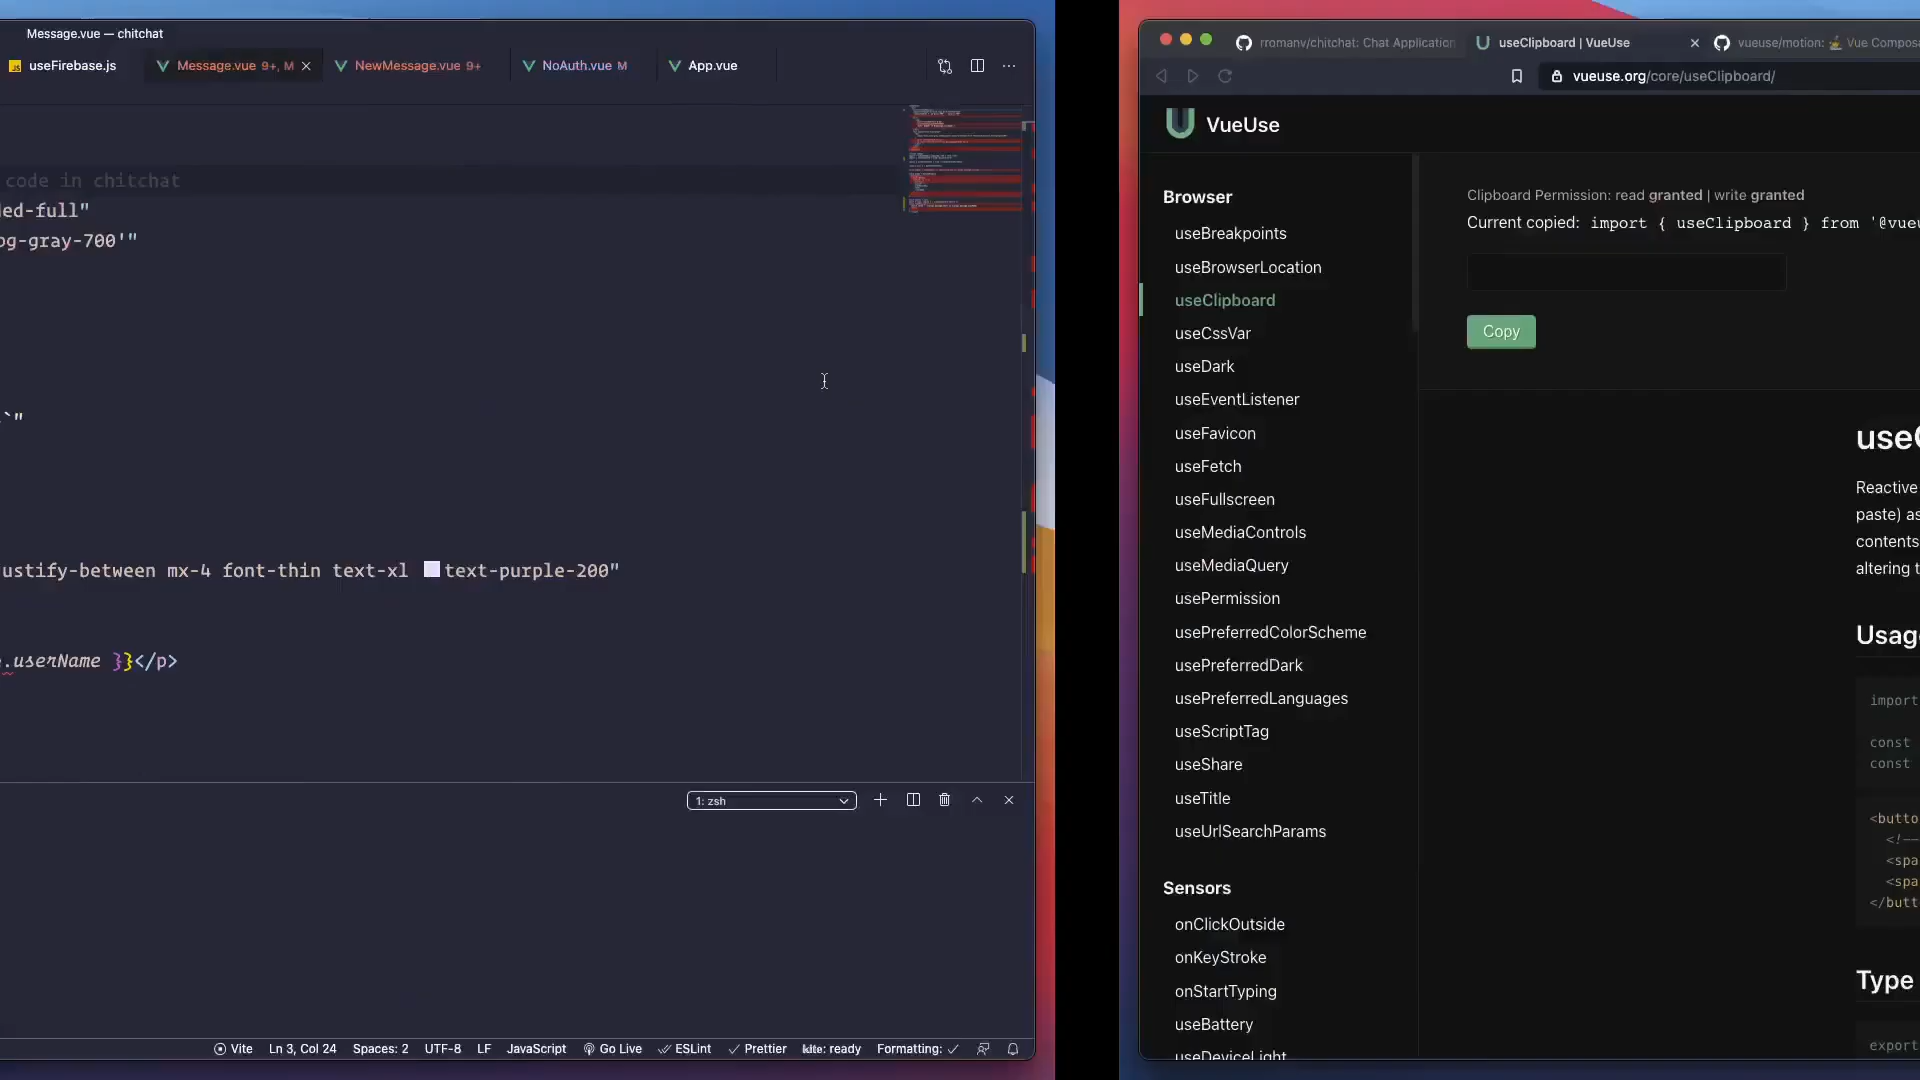 Message.vue — chitchat
useFirebase.js
Message.vue 9+, M
NewMessage.vue 9+
NoAuth.vue M
App.vue
code in chitchat
ed-full"
og-gray-700'"
`"
ustify-between mx-4 font-thin text-xl text-purple-200"
.userName }}</p>
1: zsh
Vite
Ln 3, Col 24
Spaces: 2
UTF-8
LF
JavaScript
Go Live
ESLint
Prettier
kite: ready
Formatting:
rromanv/chitchat: Chat Application
useClipboard | VueUse
vueuse/motion: Vue Compos
vueuse.org/core/useClipboard/
VueUse
Browser
useBreakpoints
useBrowserLocation
useClipboard
useCssVar
useDark
useEventListener
useFavicon
useFetch
useFullscreen
useMediaControls
useMediaQuery
usePermission
usePreferredColorScheme
usePreferredDark
usePreferredLanguages
useScriptTag
useShare
useTitle
useUrlSearchParams
Sensors
onClickOutside
onKeyStroke
onStartTyping
useBattery
useDeviceLight
Clipboard Permission: read granted | write granted
Current copied: import { useClipboard } from '@vueu
Copy
useC
Reactive
paste) as
contents
altering t
Usag
import
const
const
<butto
<!--
<spa
<spa
</butt
Type
export